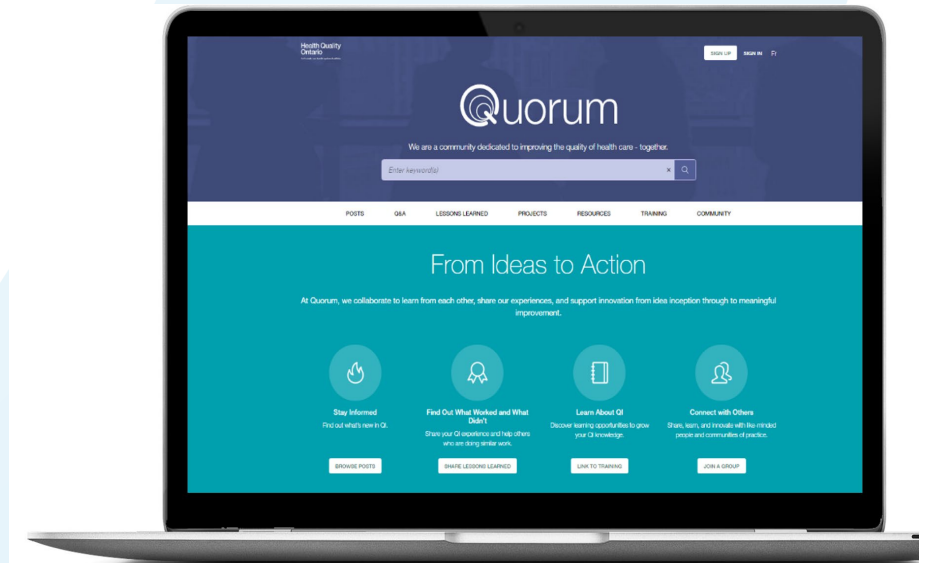 Health Quality
Ontario
SIGN UP
SIGN IN
Fr
Quorum
We are a community dedicated to improving the quality of health care - together.
Enter keyword(s)
POSTS
Q&A
LESSONS LEARNED
PROJECTS
RESOURCES
TRAINING
COMMUNITY
From Ideas to Action
At Quorum, we collaborate to learn from each other, share our experiences, and support innovation from idea inception through to meaningful
improvement.
Stay Informed
Find out what's new in QI.
BROWSE POSTS
Find Out What Worked and What
Didn't
Share your QI experience and help others
who are doing similar work.
SHARE LESSONS LEARNED
Learn About QI
Discover learning opportunities to grow
your QI knowledge.
LINK TO TRAINING
Connect with Others
Share, learn, and innovate with like-minded
people and communities of practice.
JOIN A GROUP